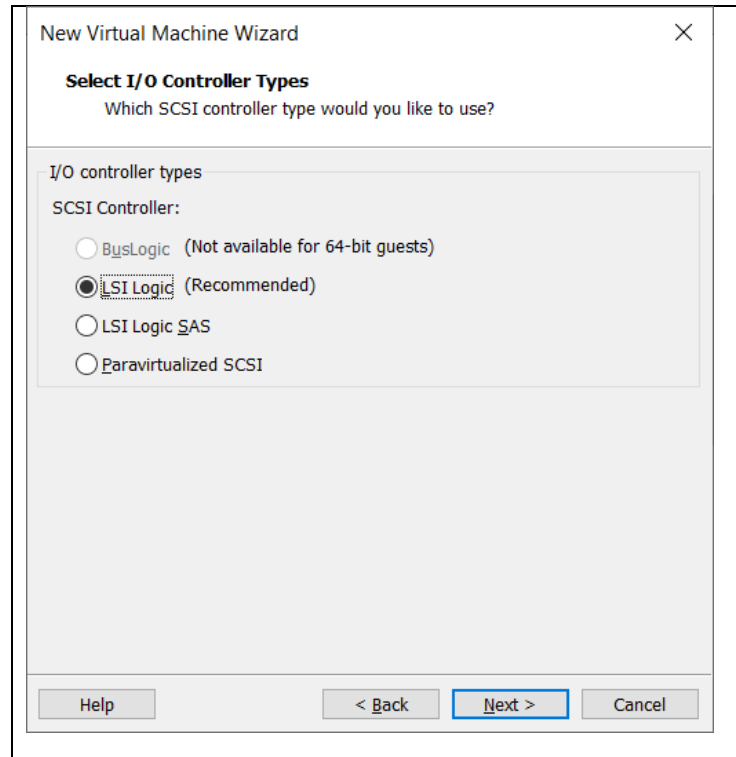 New Virtual Machine Wizard
Select I/O Controller Types
Which SCSI controller type would you like to use?
I/O controller types
SCSI Controller:
BusLogic (Not available for 64-bit guests)
LSI Logic (Recommended)
LSI Logic SAS
Paravirtualized SCSI
Help < Back Next > Cancel